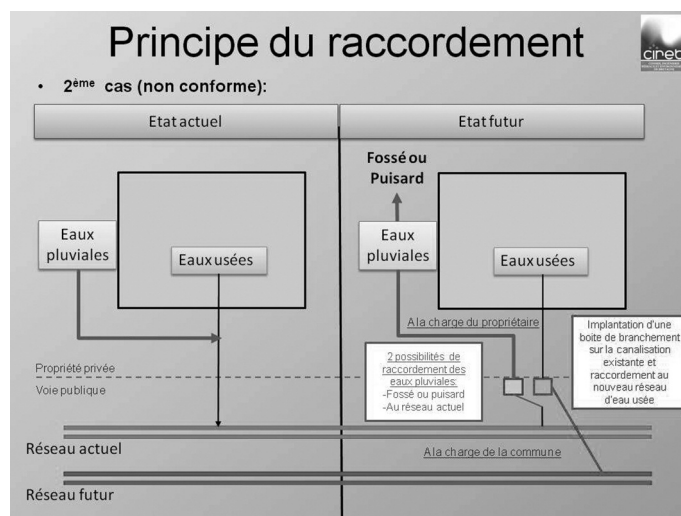 Principe du raccordement
cineb
• 2ème cas (non conforme):
Etat actuel
Etat futur
Fossé ou
Puisard
Eaux
pluviales
Eaux usées
Eaux
pluviales
Eaux usées
A la charge du propriétaire
Implantation d'une
boite de branchement
sur la canalisation
existante et
raccordement au
nouveau réseau
d'eau usée
2 possibilités de
raccordement des
eaux pluviales:
-Fossé ou puisard
-Au réseau actuel
Propriété privée
Voie publique
Réseau actuel
A la charge de la commune
Réseau futur